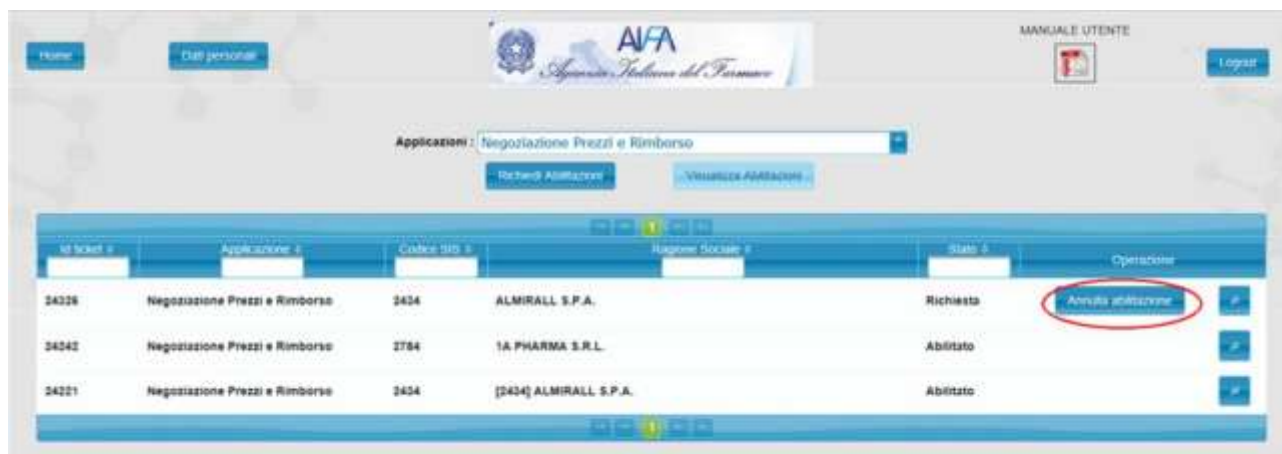 MANUALE UTENTE
Home
Dati personali
AIFA
Agenzia Italiana del Farmaco
Logout
Applicazioni : Negoziazione Prezzi e Rimborso
Richiedi Abilitazioni Visualizza Abilitazioni
1
Id ticket Applicazione Codice SIS Ragione Sociale Stato Operazione
24326 Negoziazione Prezzi e Rimborso 2434 ALMIRALL S.P.A. Richiesta Annulla abilitazione
24242 Negoziazione Prezzi e Rimborso 2784 1A PHARMA S.R.L. Abilitato
24221 Negoziazione Prezzi e Rimborso 2434 [2434] ALMIRALL S.P.A. Abilitato
1